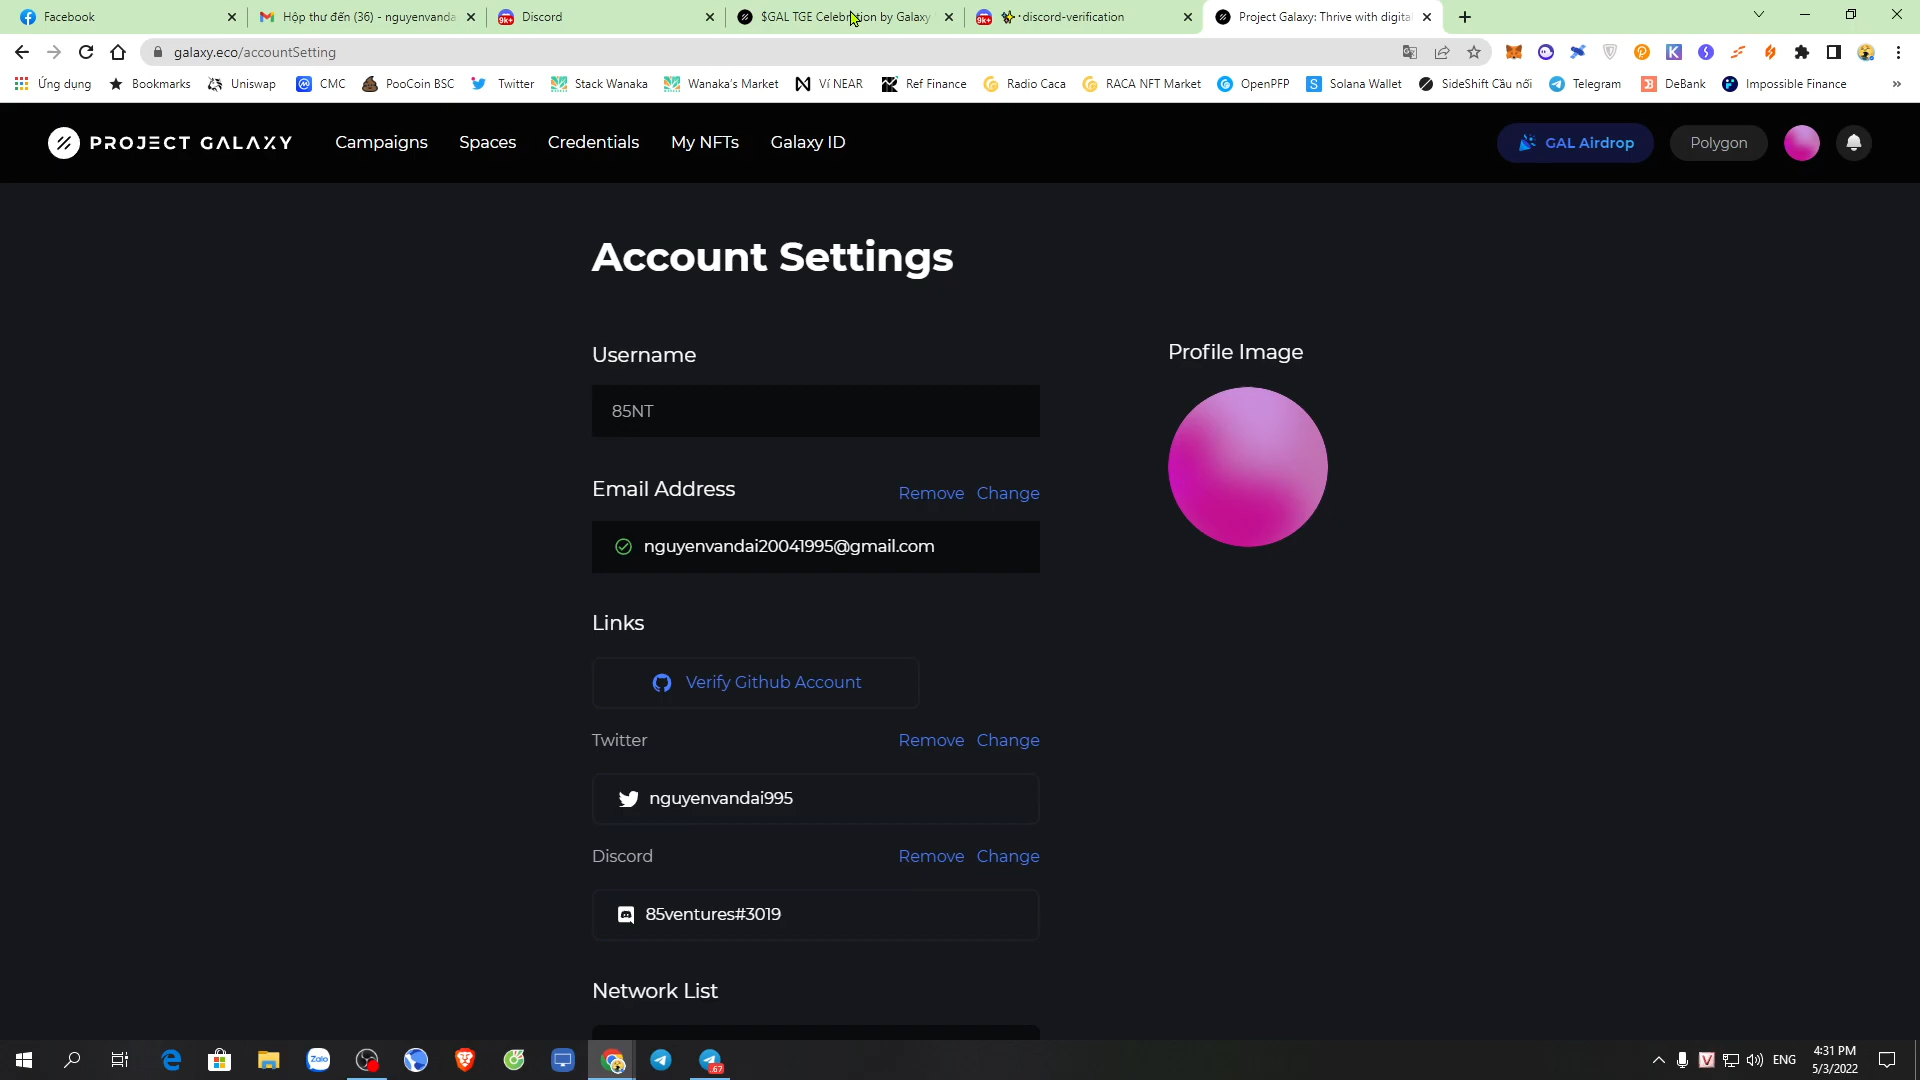 Facebook
Hộp thư đến (36) - nguyenvanda
Discord
$GAL TGE Celebration by Galaxy
9k+
discord-verification
Project Galaxy: Thrive with digita
galaxy.eco/accountSetting
Ứng dụng
Bookmarks
Uniswap
CMC
PooCoin BSC
Twitter
Stack Wanaka
Wanaka's Market
Ví NEAR
Ref Finance
Radio Caca
RACA NFT Market
OpenPFP
Solana Wallet
SideShift Cầu nối
Telegram
DeBank
Impossible Finance
PROJECT GALAXY
Campaigns
Spaces
Credentials
My NFTs
Galaxy ID
GAL Airdrop
Polygon
Account Settings
Username
85NT
Email Address
Remove
Change
nguyenvandai20041995@gmail.com
Links
Verify Github Account
Twitter
Remove
Change
nguyenvandai995
Discord
Remove
Change
85ventures#3019
Network List
Profile Image
Zalo
67
ENG
4:31 PM
5/3/2022